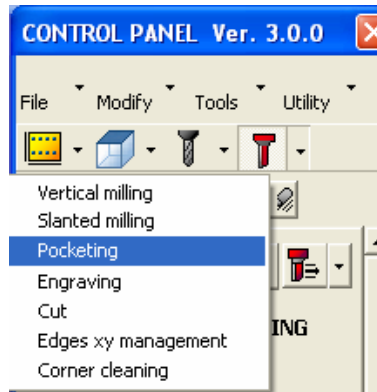 CONTROL PANEL Ver. 3.0.0
File Modify Tools Utility
Vertical milling
Slanted milling
Pocketing
Engraving
Cut
ING
Edges xy management
Corner cleaning